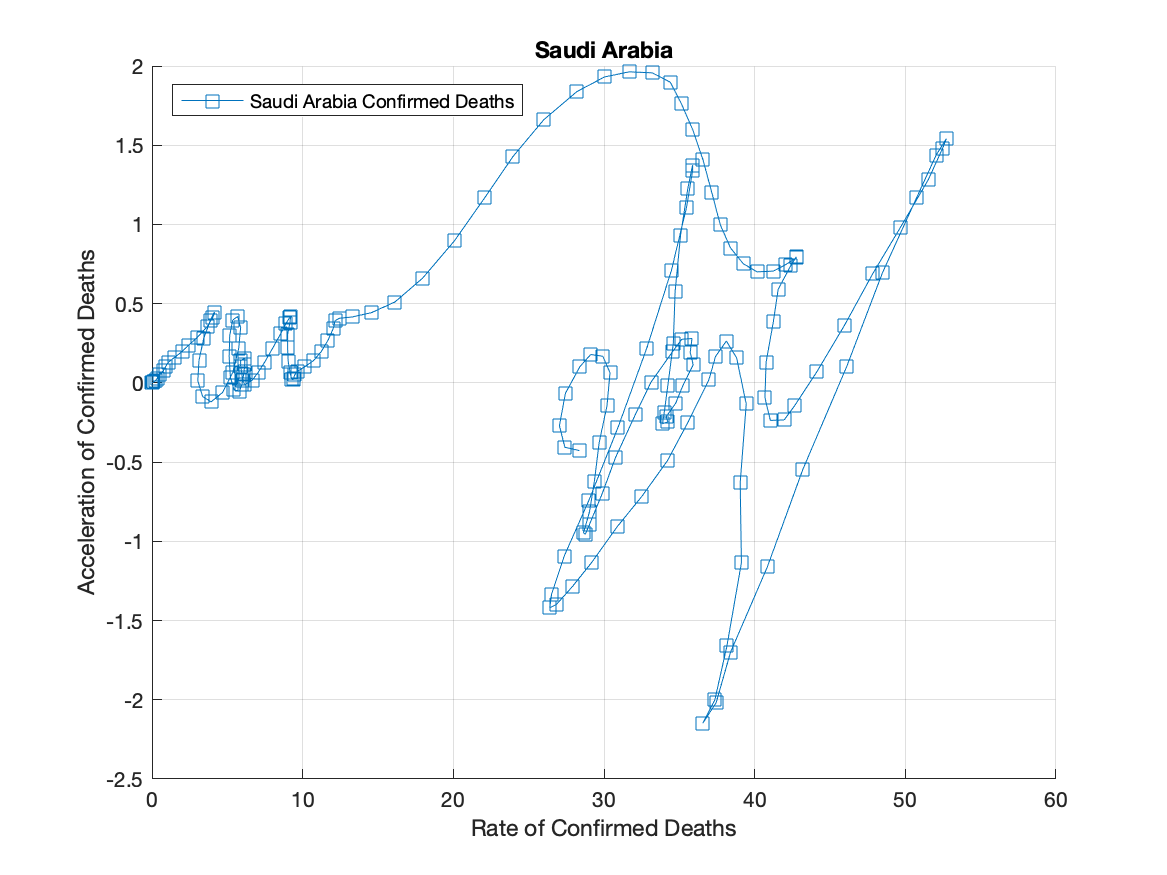 Saudi Arabia
Saudi Arabia Confirmed Deaths
2
1.5
1
0.5
0
-0.5
-1
-1.5
-2
-2.5
Acceleration of Confirmed Deaths
0 10 20 30 40 50 60
Rate of Confirmed Deaths